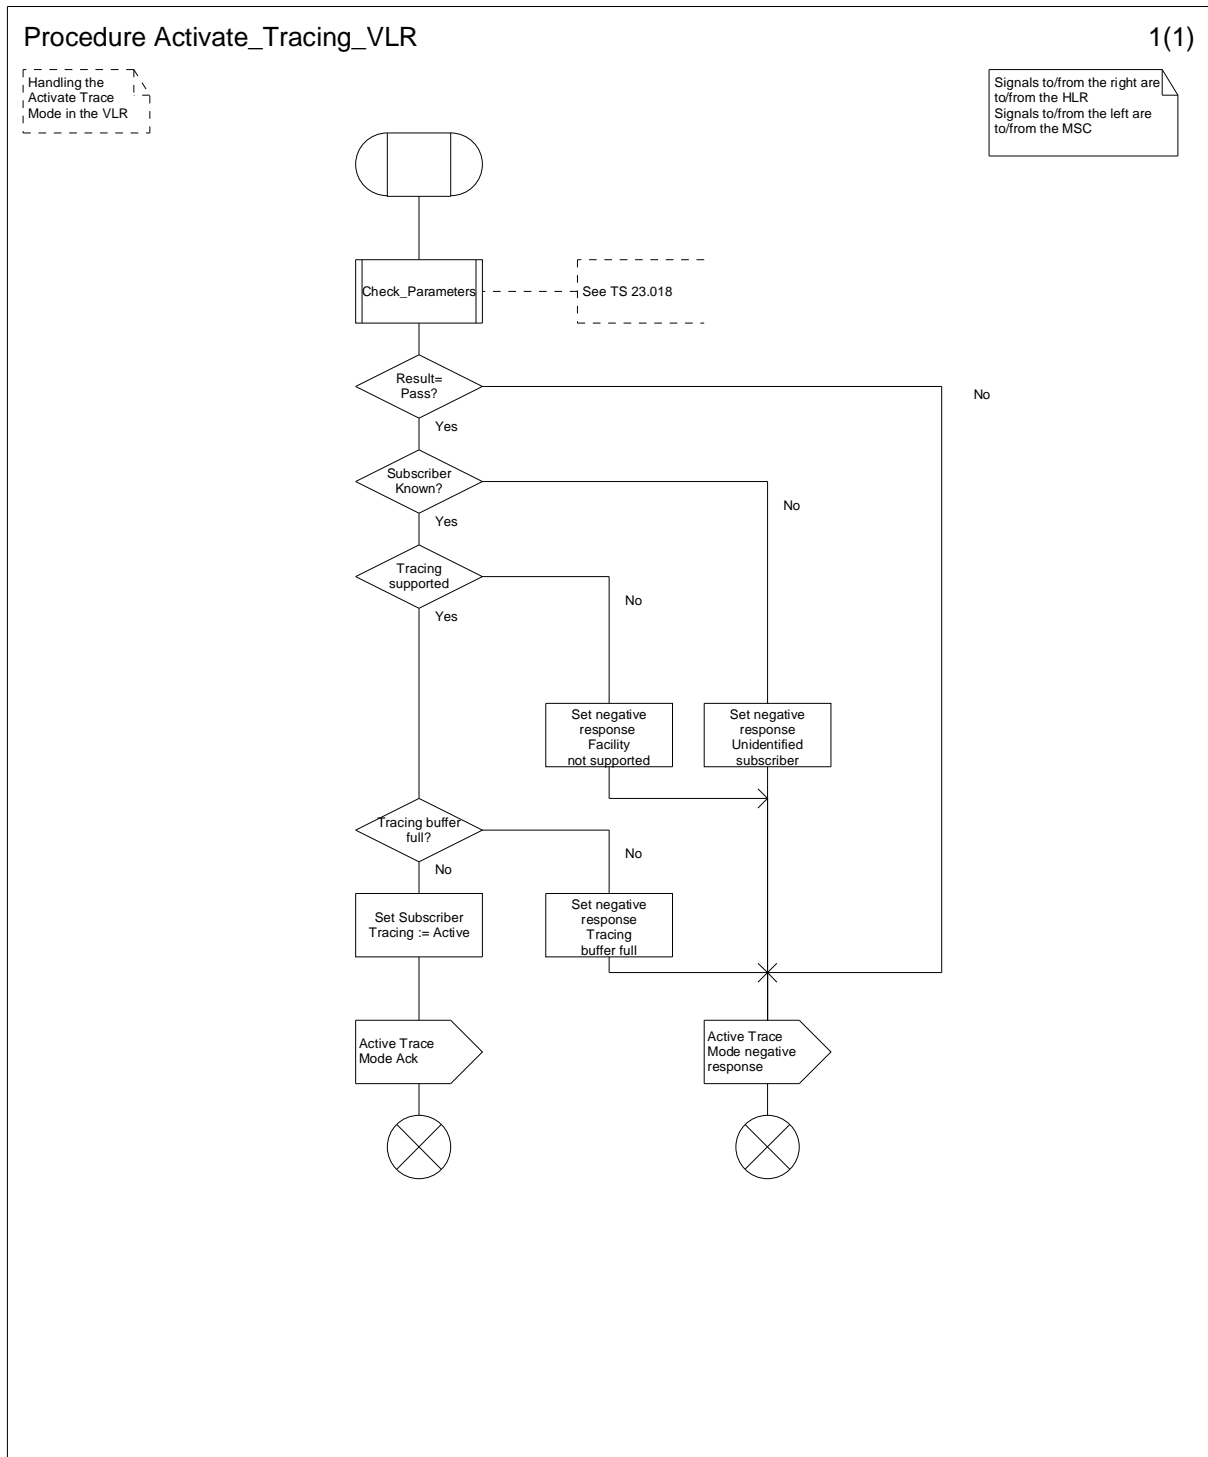 Procedure Activate_Tracing_VLR
1(1)
Handling the
Activate Trace
Mode in the VLR
Signals to/from the right are
to/from the HLR
Signals to/from the left are
to/from the MSC
Check_Parameters
See TS 23.018
Result=
Pass?
No
Yes
Subscriber
Known?
No
Yes
Tracing
supported
No
Yes
Set negative
response
Facility
not supported
Set negative
response
Unidentified
subscriber
Tracing buffer
full?
No
No
Set Subscriber
Tracing := Active
Set negative
response
Tracing
buffer full
Active Trace
Mode Ack
Active Trace
Mode negative
response